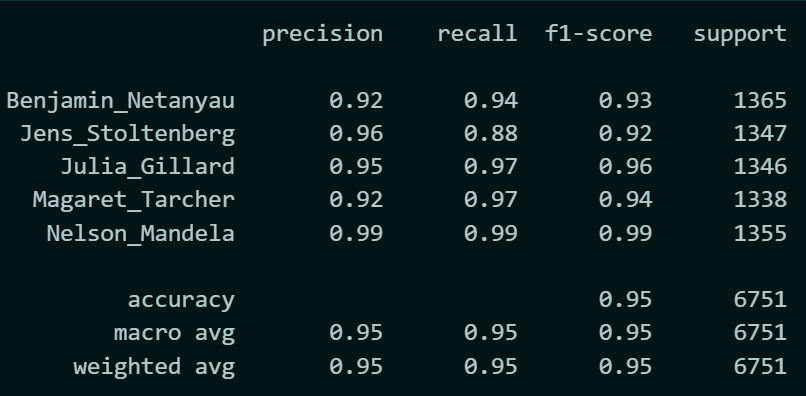 precision recall f1-score support
Benjamin_Netanyau 0.92 0.94 0.93 1365
Jens_Stoltenberg 0.96 0.88 0.92 1347
Julia_Gillard 0.95 0.97 0.96 1346
Magaret_Tarcher 0.92 0.97 0.94 1338
Nelson_Mandela 0.99 0.99 0.99 1355
accuracy 0.95 6751
macro avg 0.95 0.95 0.95 6751
weighted avg 0.95 0.95 0.95 6751